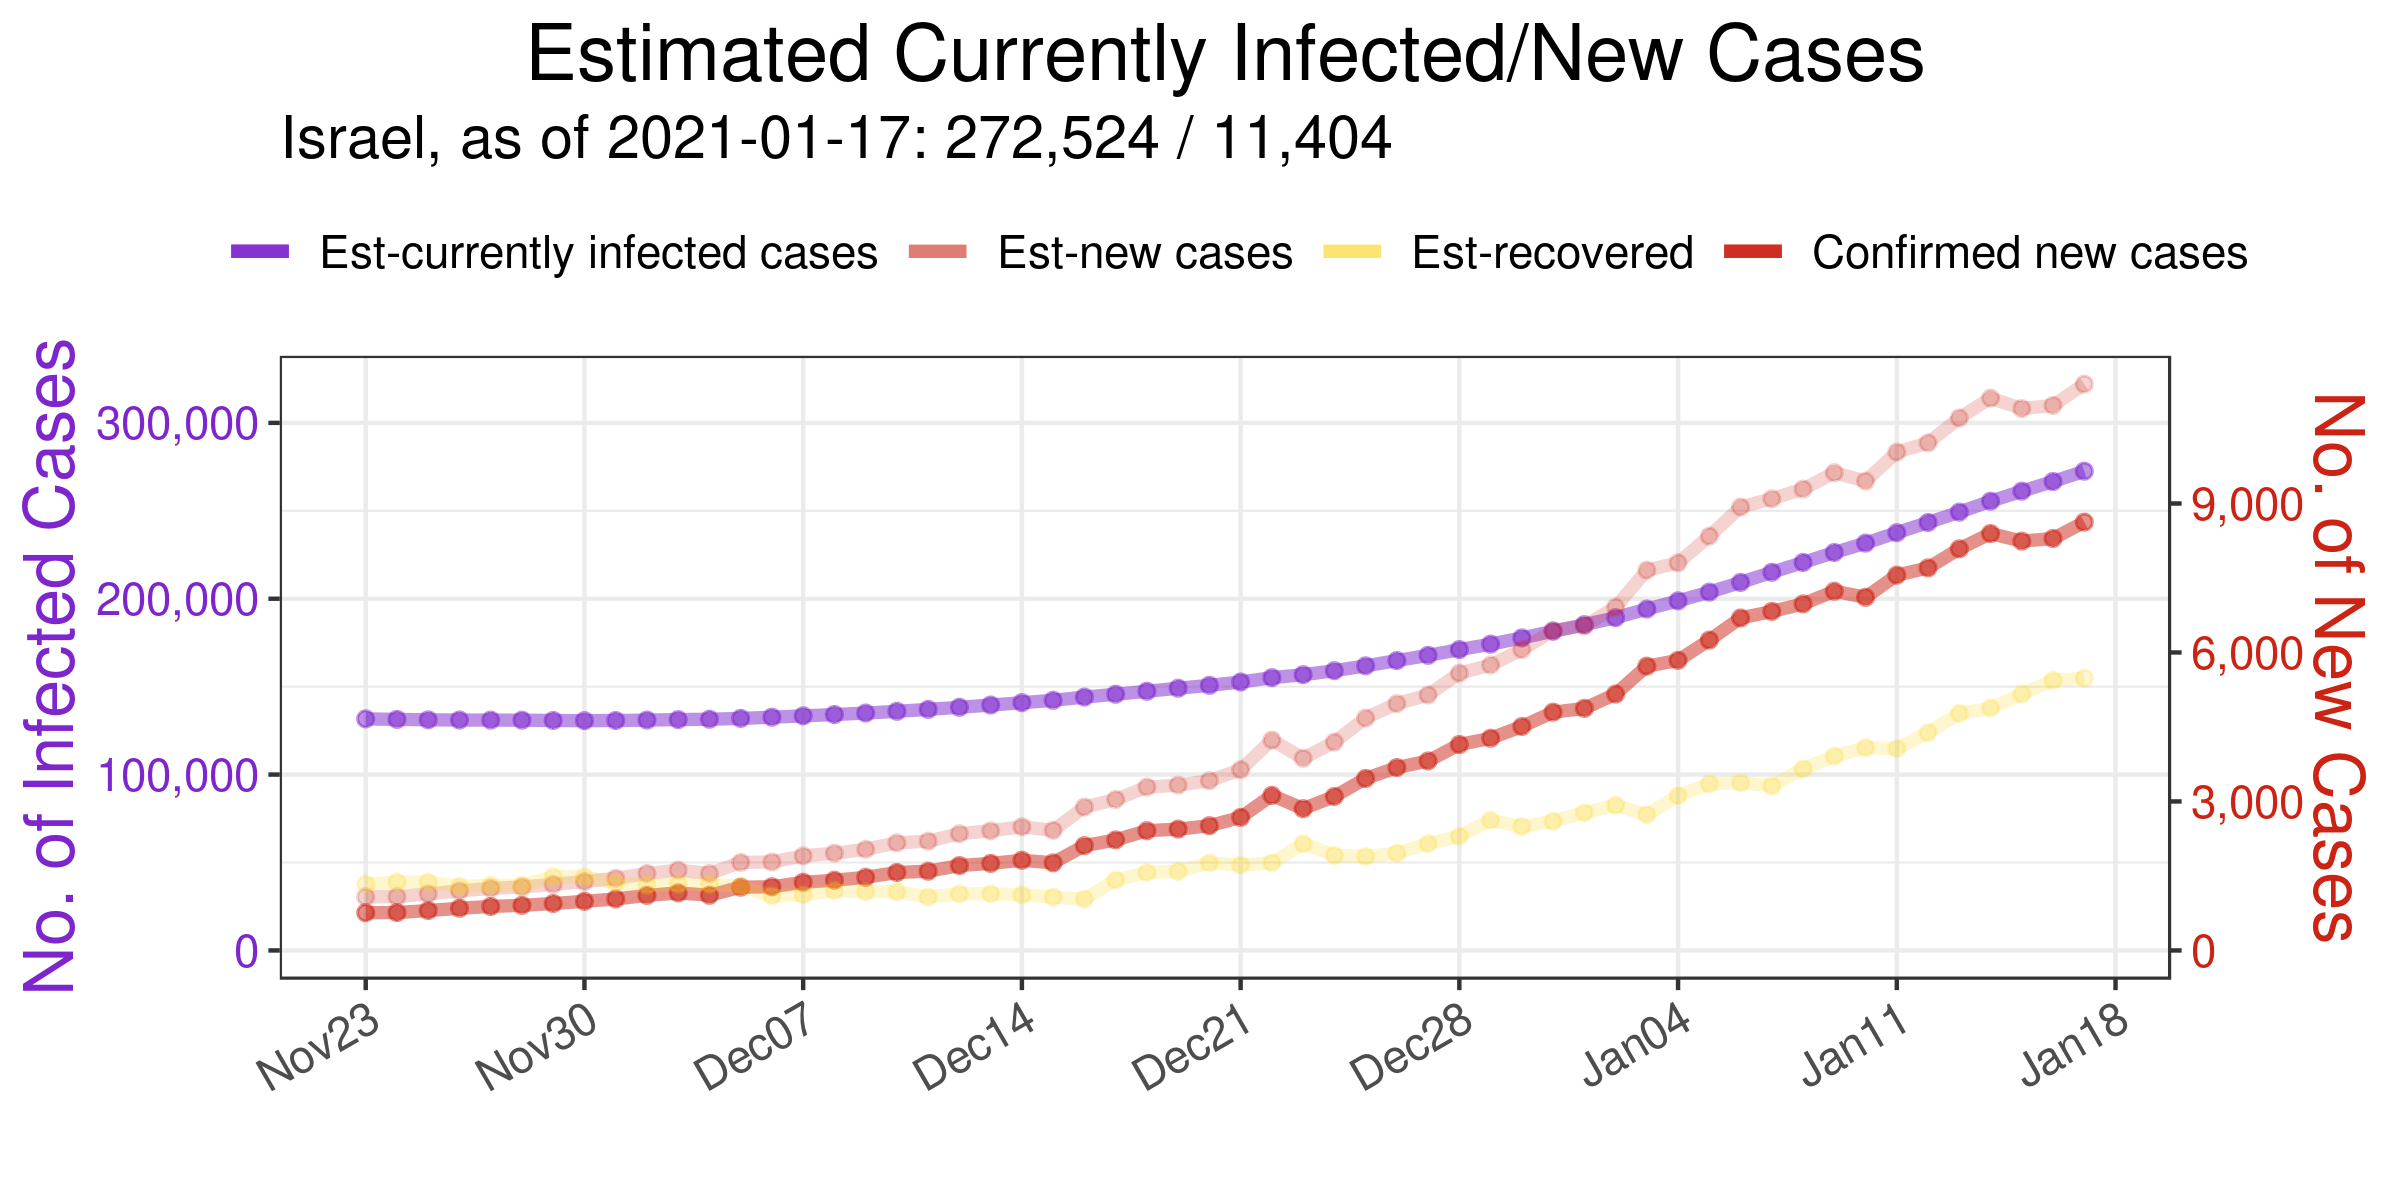 Estimated Currently Infected/New Cases
Israel, as of 2021-01-17: 272,524 / 11,404
Est-currently infected cases Est-new cases Est-recovered Confirmed new cases
No. of Infected Cases
300,000
200,000
100,000
0
9,000
6,000
3,000
0
No. of New Cases
Nov23 Nov30 Dec07 Dec14 Dec21 Dec28 Jan04 Jan11 Jan18